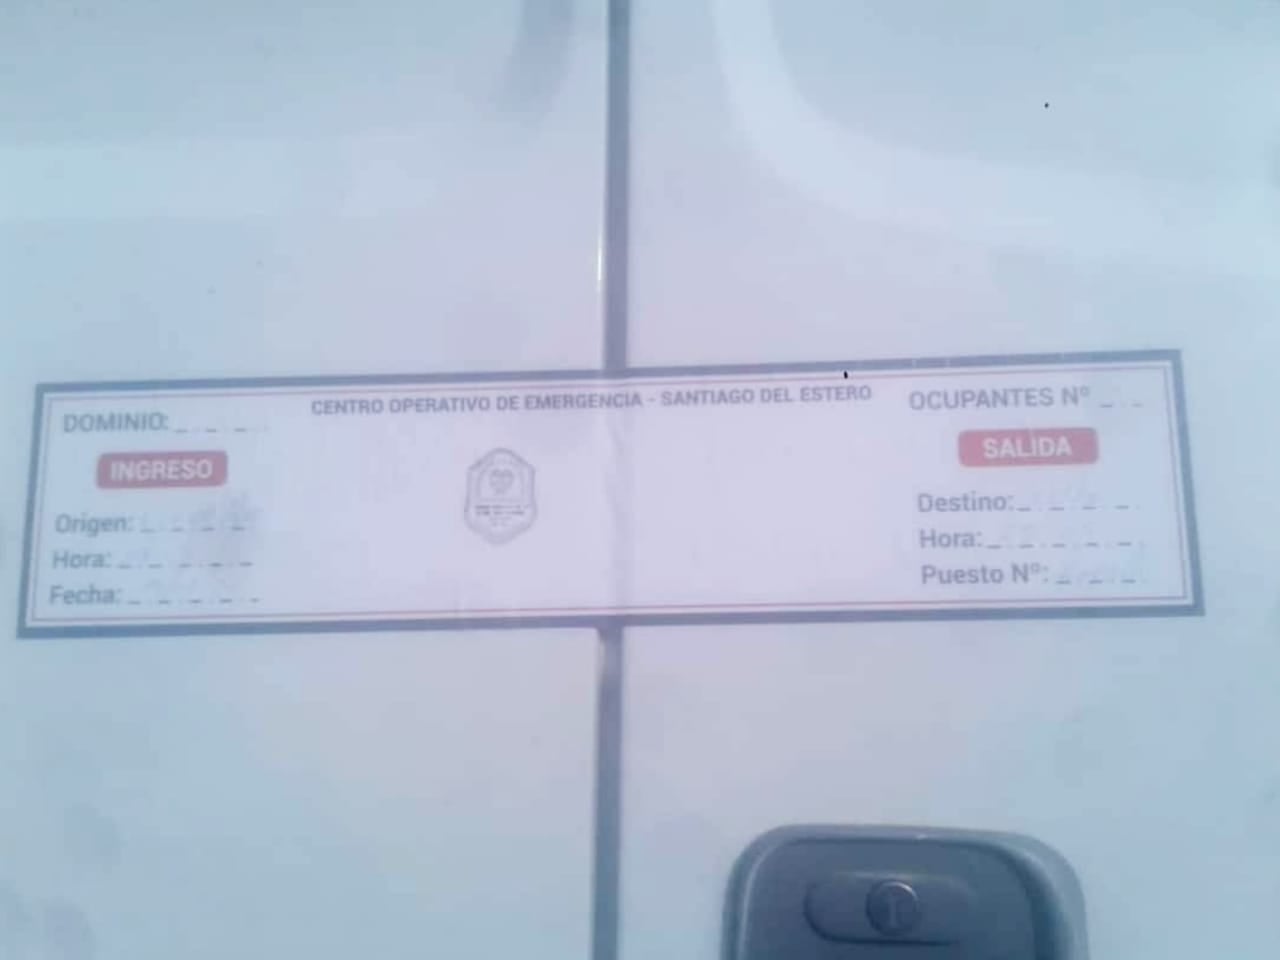 CENTRO OPERATIVO DE EMERGENCIA - SANTIAGO DEL ESTERO
DOMINIO:
INGRESO
Origen:
Hora:
Fecha:
OCUPANTES Nº
SALIDA
Destino:
Hora:
Puesto Nº: